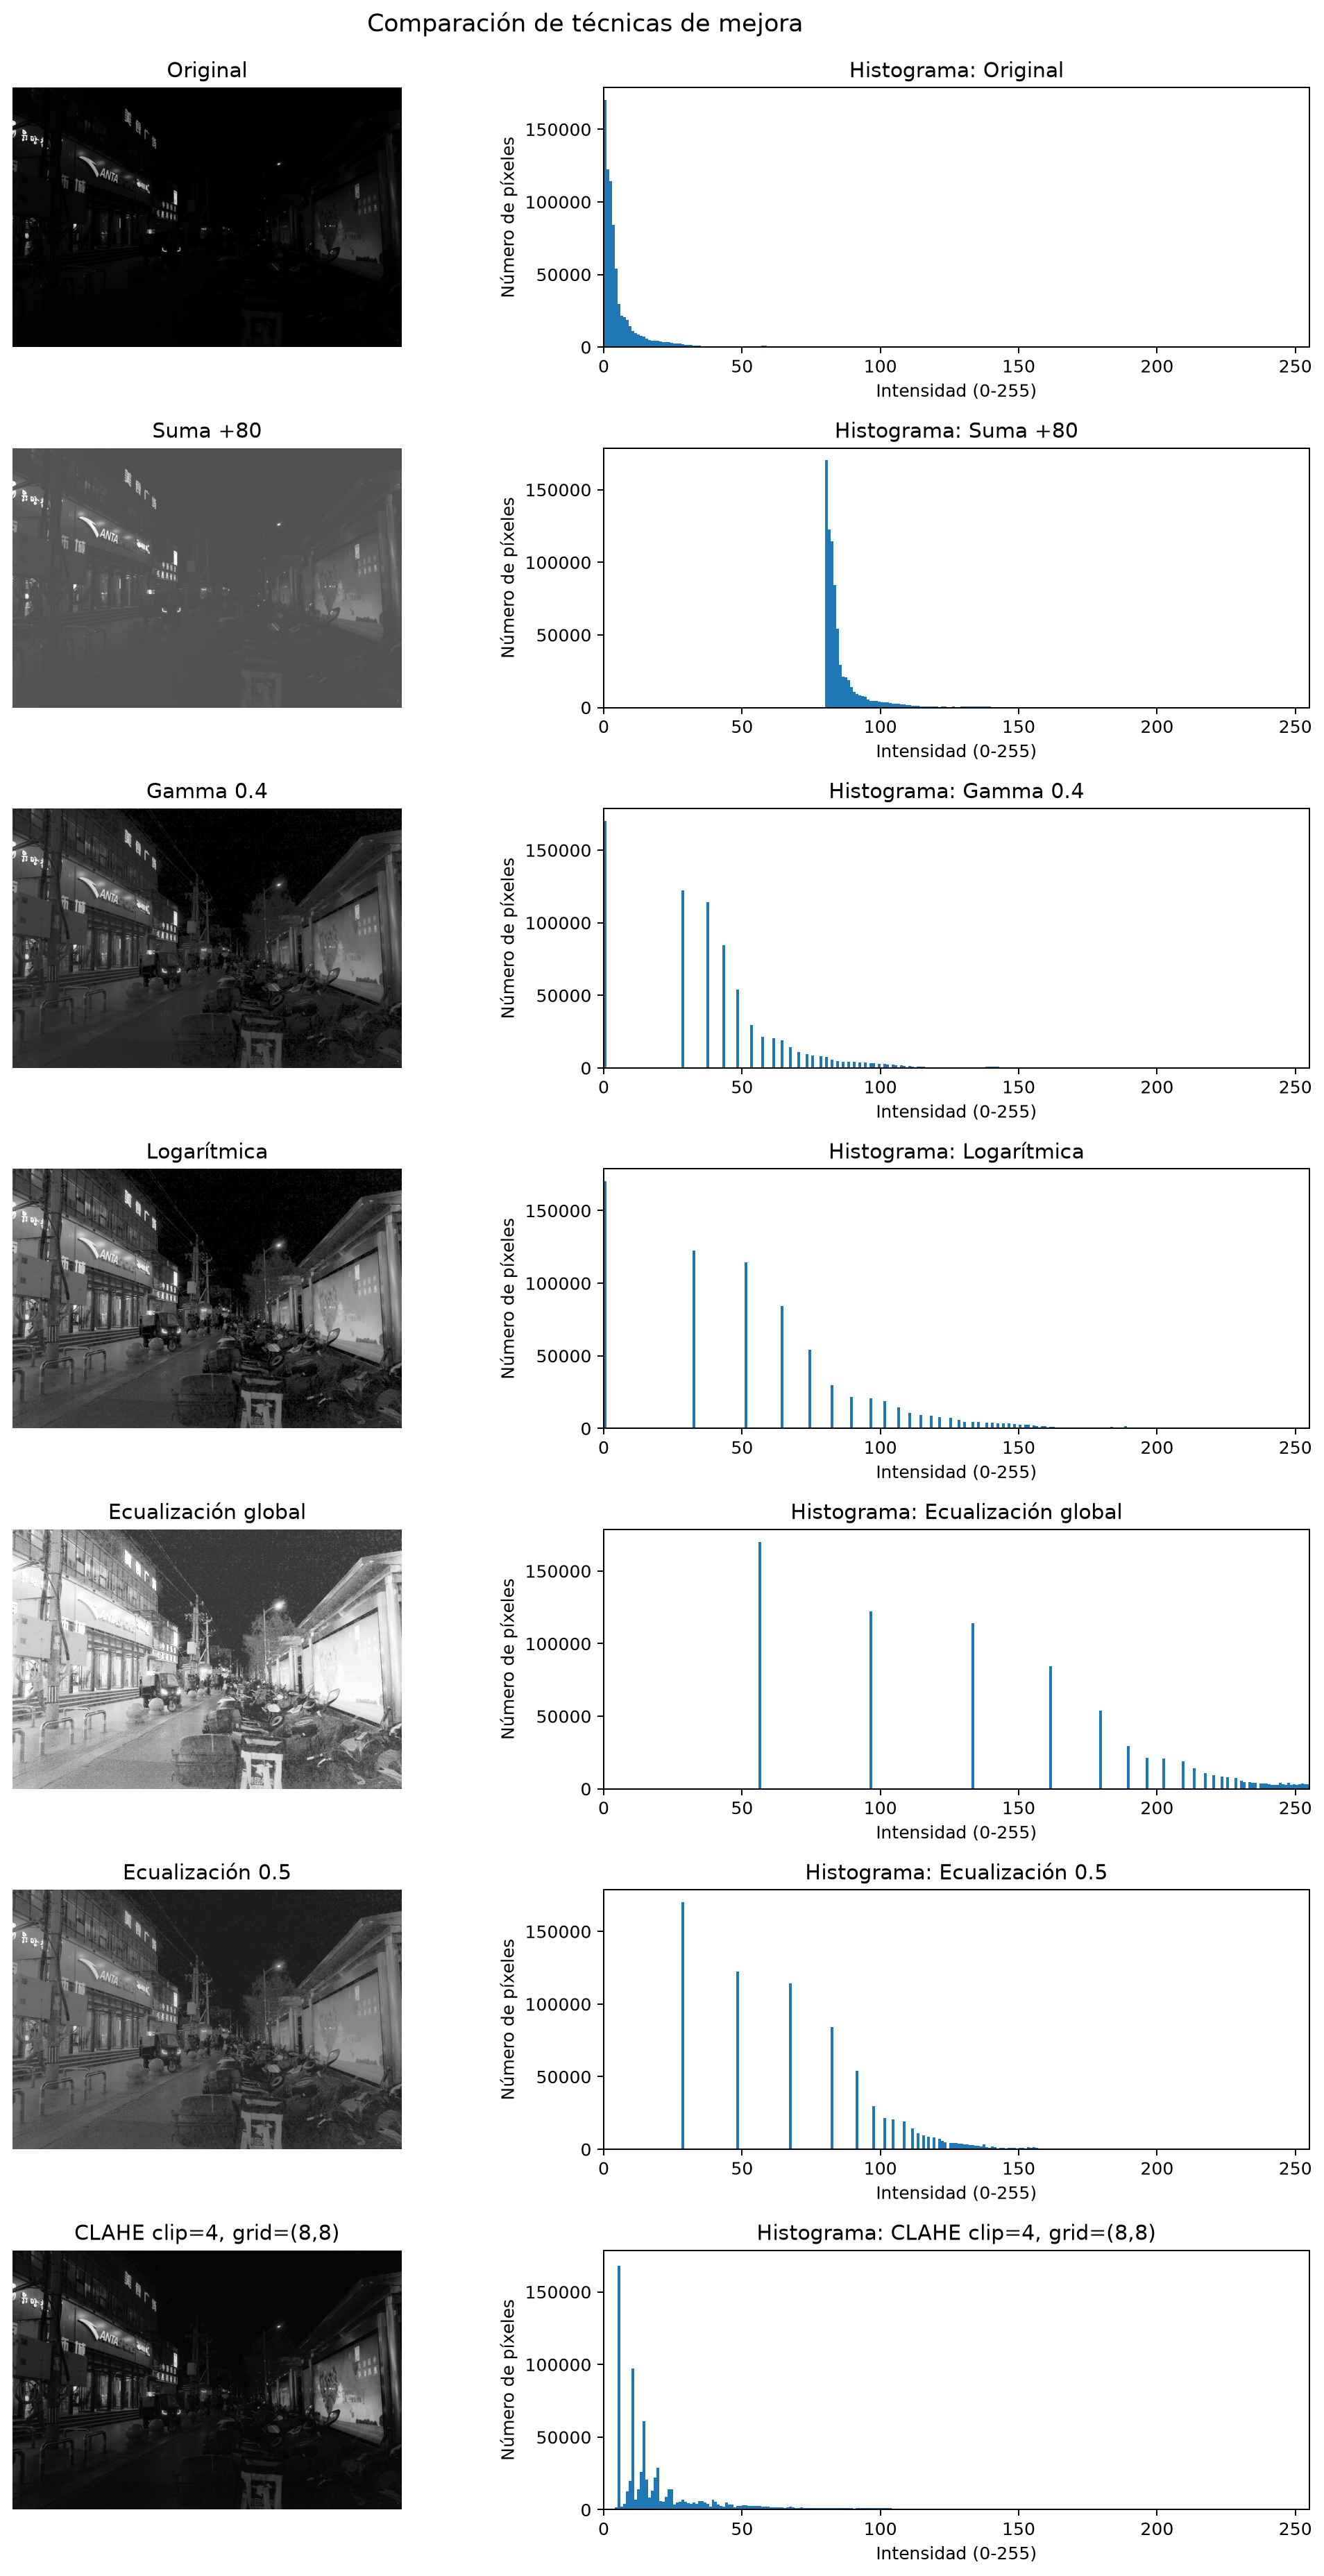 Comparación de técnicas de mejora
Original
Histograma: Original
ANTA
Número de píxeles
150000
100000
50000
0
0 50 100 150 200 250
Intensidad (0-255)
Suma +80
Histograma: Suma +80
ANTA
Número de píxeles
150000
100000
50000
0
0 50 100 150 200 250
Intensidad (0-255)
Gamma 0.4
Histograma: Gamma 0.4
ANTA
Número de píxeles
150000
100000
50000
0
0 50 100 150 200 250
Intensidad (0-255)
Logarítmica
Histograma: Logarítmica
ANTA
Número de píxeles
150000
100000
50000
0
0 50 100 150 200 250
Intensidad (0-255)
Ecualización global
Histograma: Ecualización global
Número de píxeles
150000
100000
50000
0
0 50 100 150 200 250
Intensidad (0-255)
Ecualización 0.5
Histograma: Ecualización 0.5
ANTA
Número de píxeles
150000
100000
50000
0
0 50 100 150 200 250
Intensidad (0-255)
CLAHE clip=4, grid=(8,8)
Histograma: CLAHE clip=4, grid=(8,8)
ANTA
Número de píxeles
150000
100000
50000
0
0 50 100 150 200 250
Intensidad (0-255)